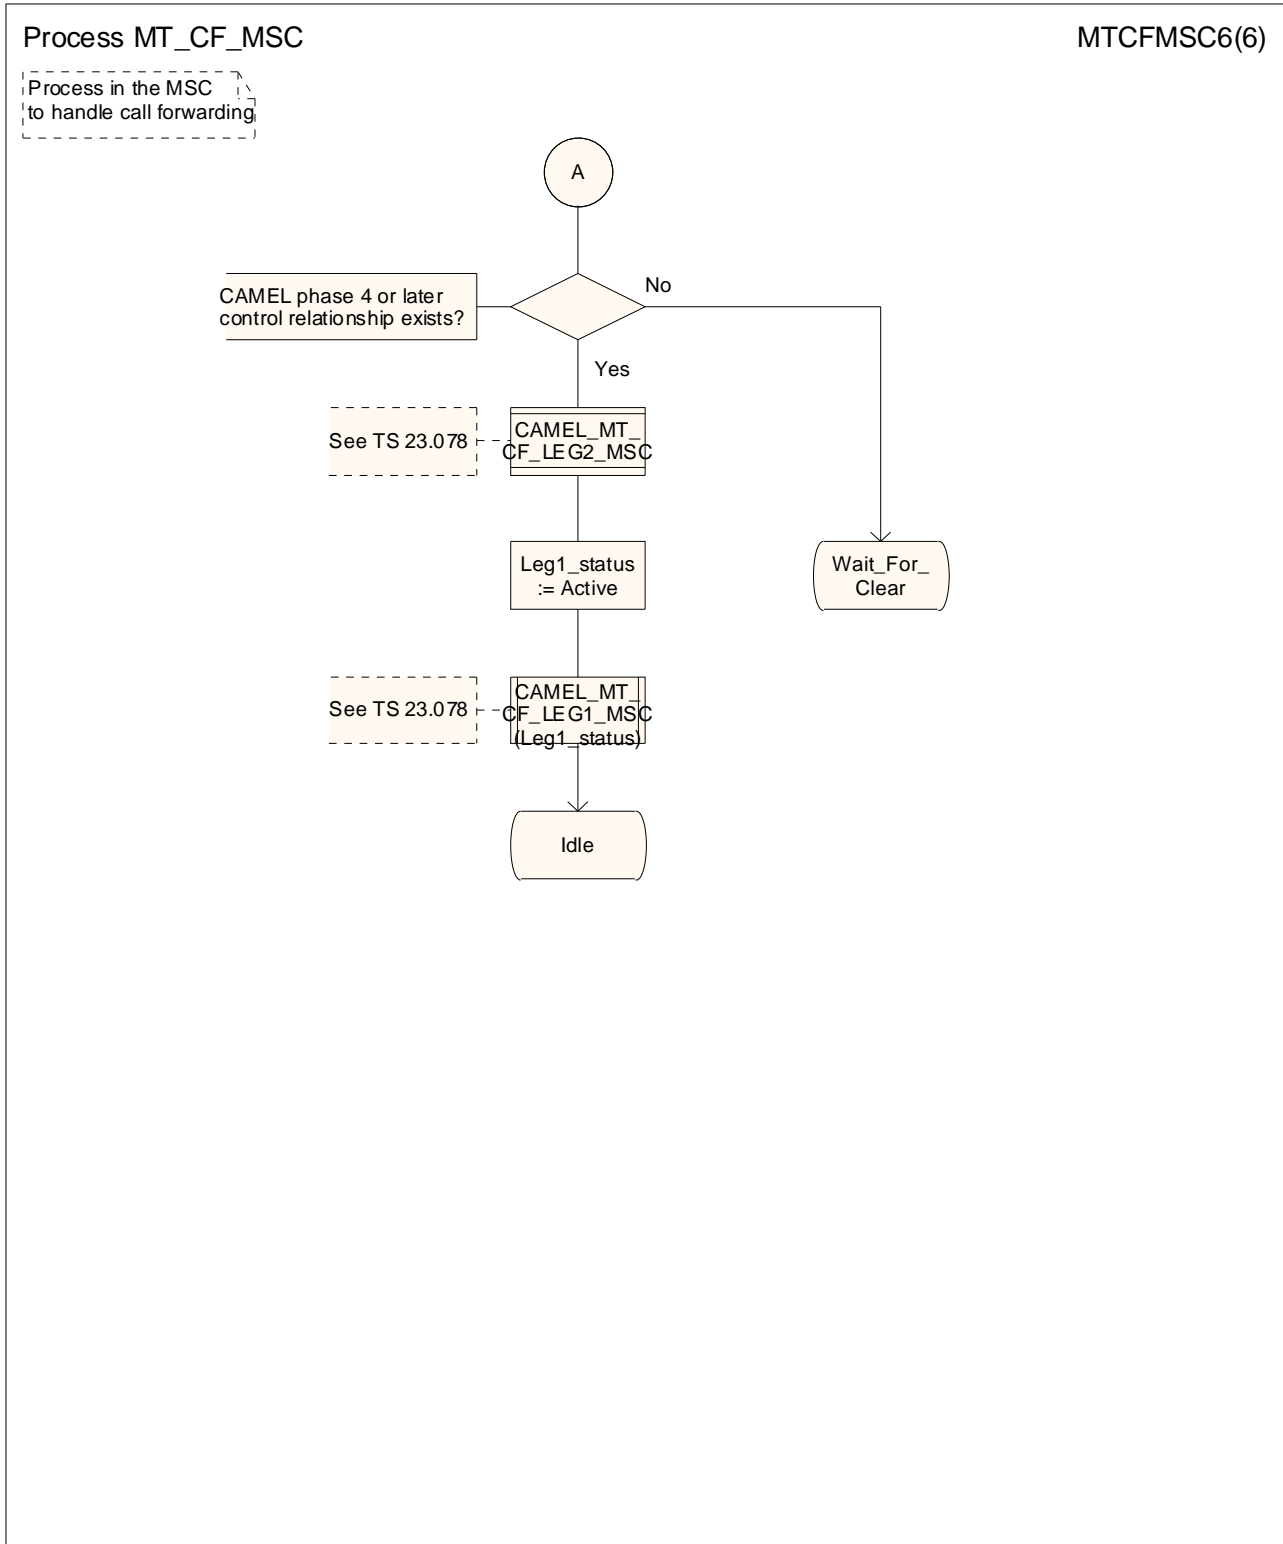 Process MT_CF_MSC
MTCFMSC6(6)
Process in the MSC
to handle call forwarding
A
CAMEL phase 4 or later
control relationship exists?
No
Yes
See TS 23.078
CAMEL_MT_
CF_LEG2_MSC
Leg1_status
:= Active
Wait_For_
Clear
See TS 23.078
CAMEL_MT_
CF_LEG1_MSC
(Leg1_status)
Idle